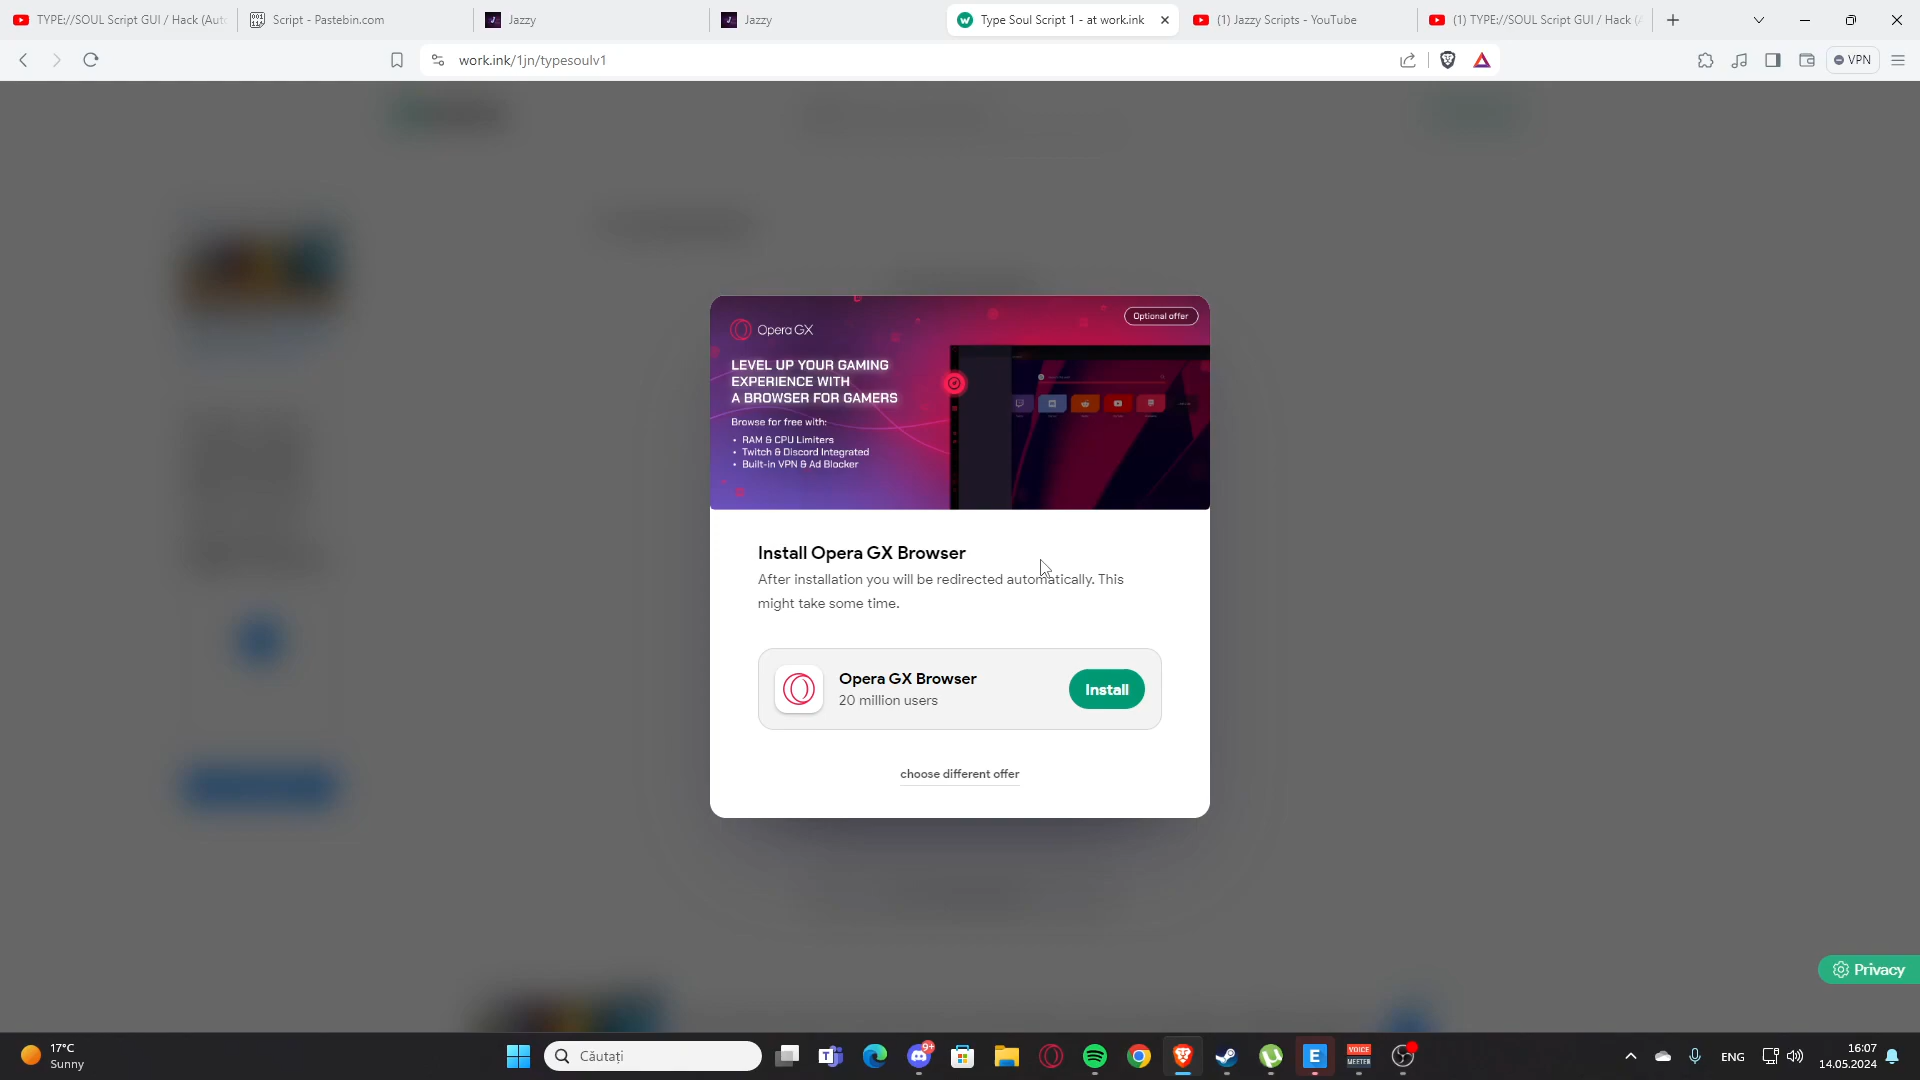 TYPE://SOUL Script GUI / Hack (Aut
Script - Pastebin.com
Jazzy
Jazzy
Type Soul Script 1 - at work.ink
(1) Jazzy Scripts - YouTube
(1) TYPE://SOUL Script GUI / Hack (A
work.ink/1jn/typesoulv1
VPN
Opera GX
Optional offer
LEVEL UP YOUR GAMING
EXPERIENCE WITH
A BROWSER FOR GAMERS
Browse for free with:
• RAM & CPU Limiters
• Twitch & Discord Integrated
• Built-in VPN & Ad Blocker
Install Opera GX Browser
After installation you will be redirected automatically. This
might take some time.
Opera GX Browser
20 million users
Install
choose different offer
Privacy
17°C
Sunny
Căutați
9+
VOICE
MEETER
ENG
16:07
14.05.2024